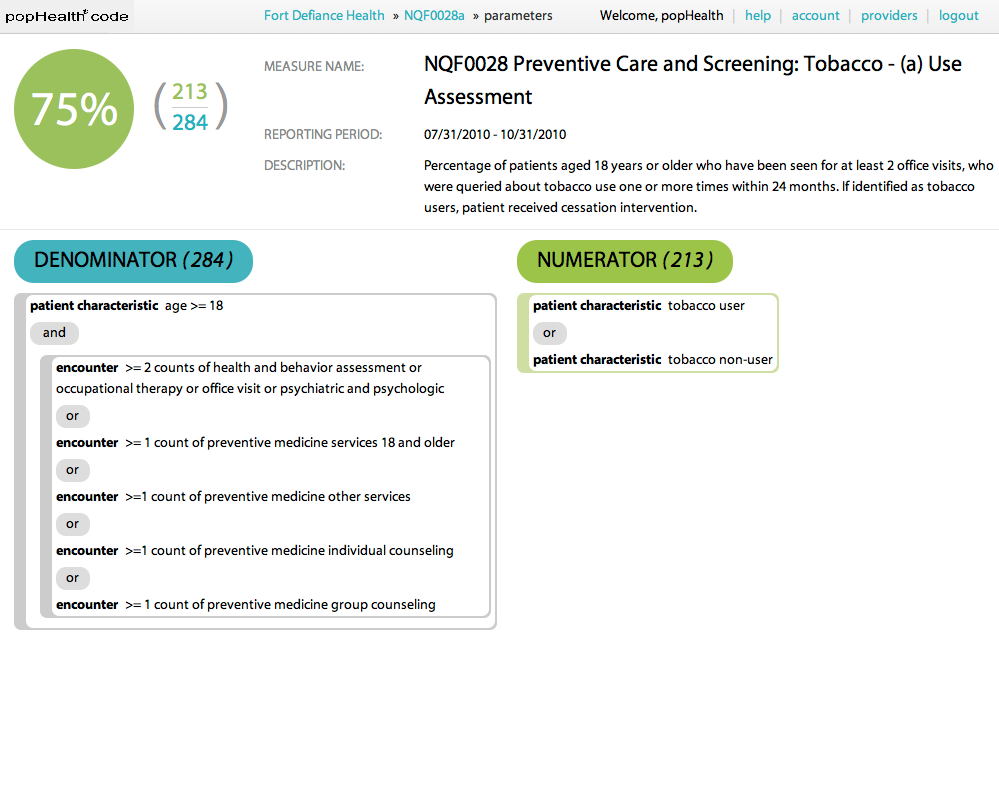 popHealth code
Fort Defiance Health » NQF0028a » parameters
Welcome, popHealth | help | account | providers | logout
75%
(213
284)
MEASURE NAME:
NQF0028 Preventive Care and Screening: Tobacco - (a) Use
Assessment
REPORTING PERIOD:
07/31/2010 - 10/31/2010
DESCRIPTION:
Percentage of patients aged 18 years or older who have been seen for at least 2 office visits, who
were queried about tobacco use one or more times within 24 months. If identified as tobacco
users, patient received cessation intervention.
DENOMINATOR (284)
patient characteristic age >= 18
and
encounter >= 2 counts of health and behavior assessment or
occupational therapy or office visit or psychiatric and psychologic
or
encounter >= 1 count of preventive medicine services 18 and older
or
encounter >=1 count of preventive medicine other services
or
encounter >=1 count of preventive medicine individual counseling
or
encounter >= 1 count of preventive medicine group counseling
NUMERATOR (213)
patient characteristic tobacco user
or
patient characteristic tobacco non-user